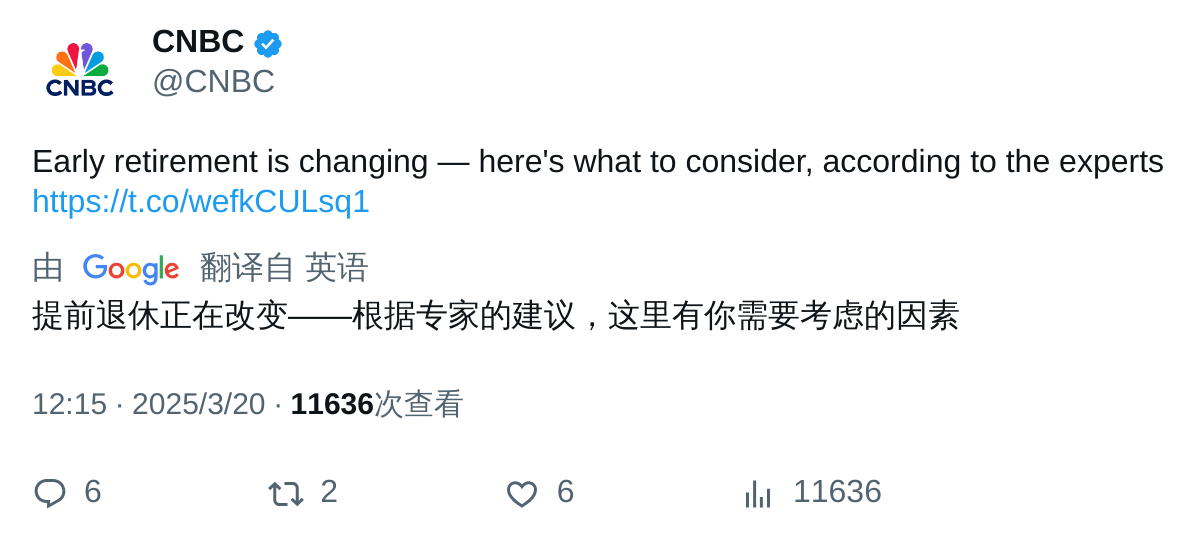 CNBC
@CNBC
CNBC
Early retirement is changing — here's what to consider, according to the experts
https://t.co/wefkCULsq1
由 Google 翻译自 英语
提前退休正在改变——根据专家的建议，这里有你需要考虑的因素
12:15 · 2025/3/20 · 11636次查看
6 2 6 11636